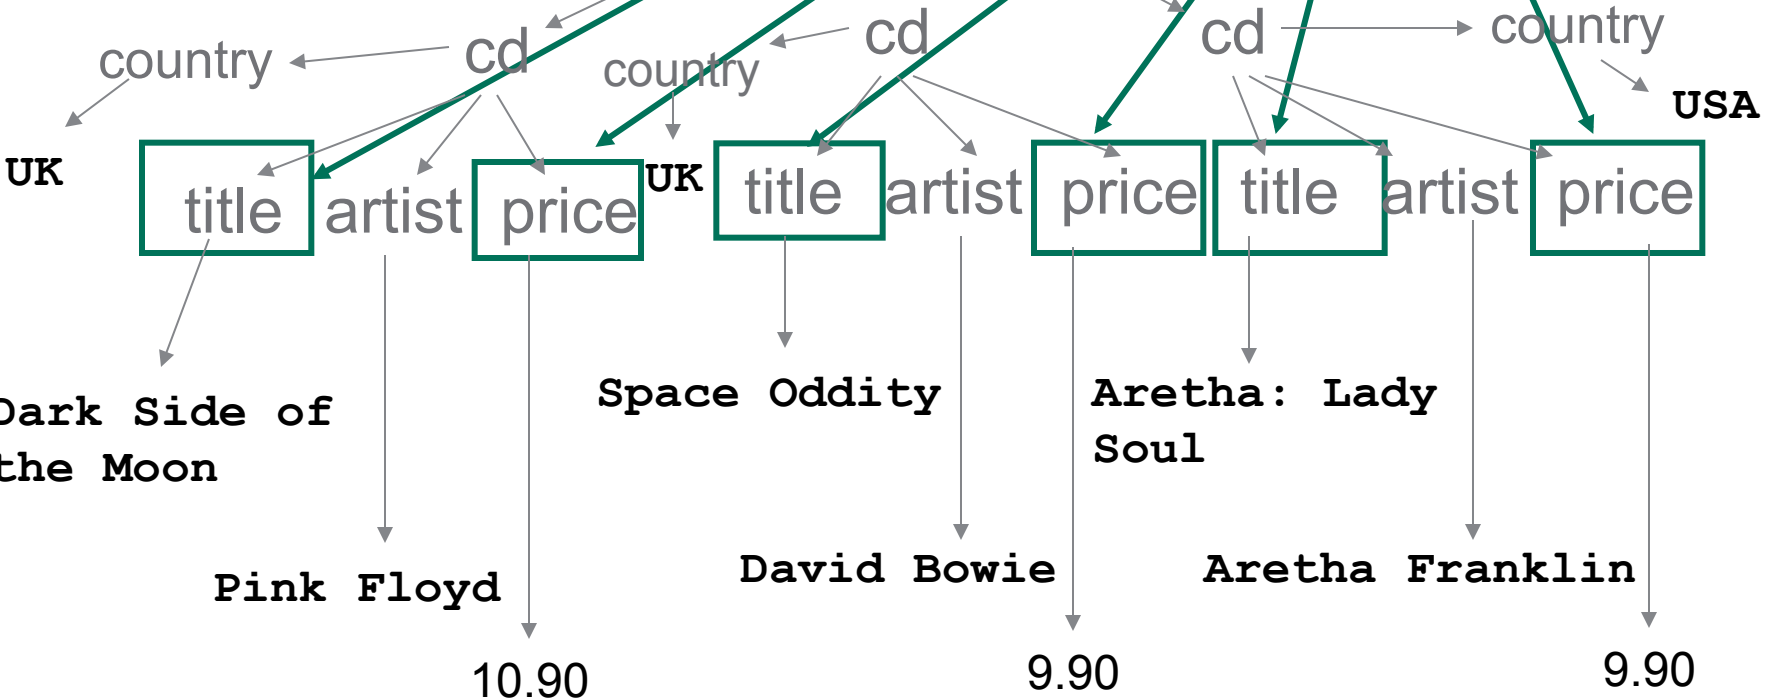 cd
cd
cd
country
country
country
USA
UK
UK
title artist price
title artist price
title artist price
Space Oddity
Aretha: Lady
Soul
Dark Side of
the Moon
David Bowie
Aretha Franklin
Pink Floyd
10.90
9.90
9.90